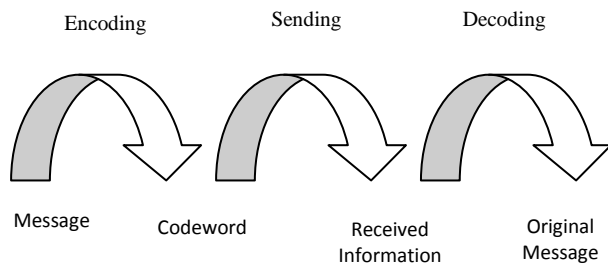 Encoding
Sending
Decoding
Message
Codeword
Received
Information
Original
Message